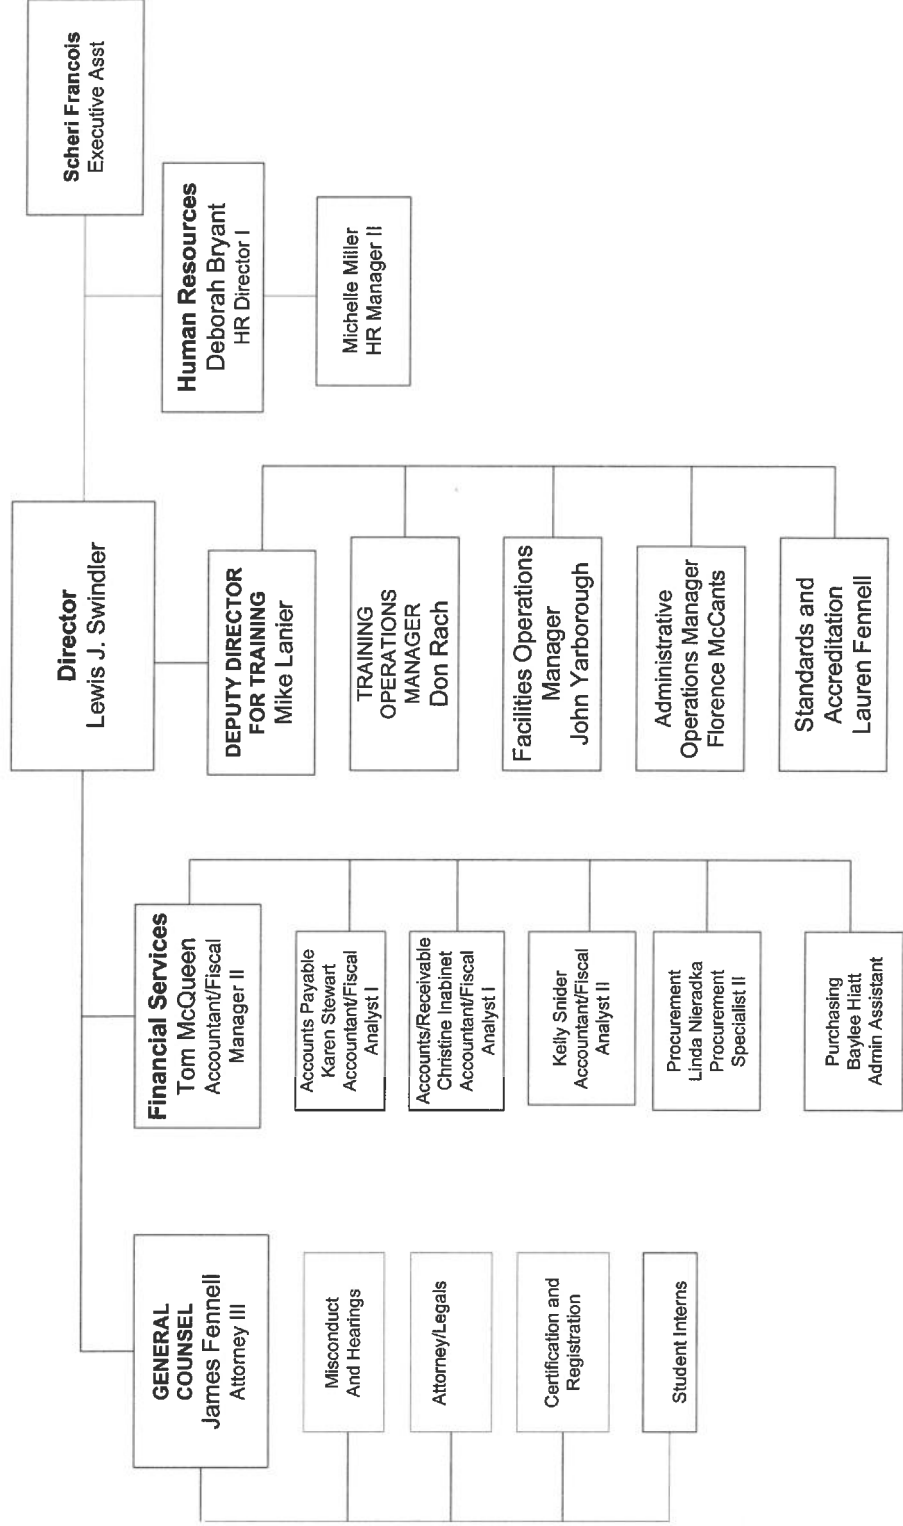 Director
Lewis J. Swindler
Scheri Francois
Executive Asst
GENERAL
COUNSEL
James Fennell
Attorney III
Misconduct
And Hearings
Attorney/Legals
Certification and
Registration
Student Interns
Financial Services
Tom McQueen
Accountant/Fiscal
Manager II
Accounts Payable
Karen Stewart
Accountant/Fiscal
Analyst I
Accounts/Receivable
Christine Inabinet
Accountant/Fiscal
Analyst I
Kelly Snider
Accountant/Fiscal
Analyst II
Procurement
Linda Nieradka
Procurement
Specialist II
Purchasing
Baylee Hiatt
Admin Assistant
DEPUTY DIRECTOR
FOR TRAINING
Mike Lanier
TRAINING
OPERATIONS
MANAGER
Don Rach
Facilities Operations
Manager
John Yarborough
Administrative
Operations Manager
Florence McCants
Standards and
Accreditation
Lauren Fennell
Human Resources
Deborah Bryant
HR Director I
Michelle Miller
HR Manager II